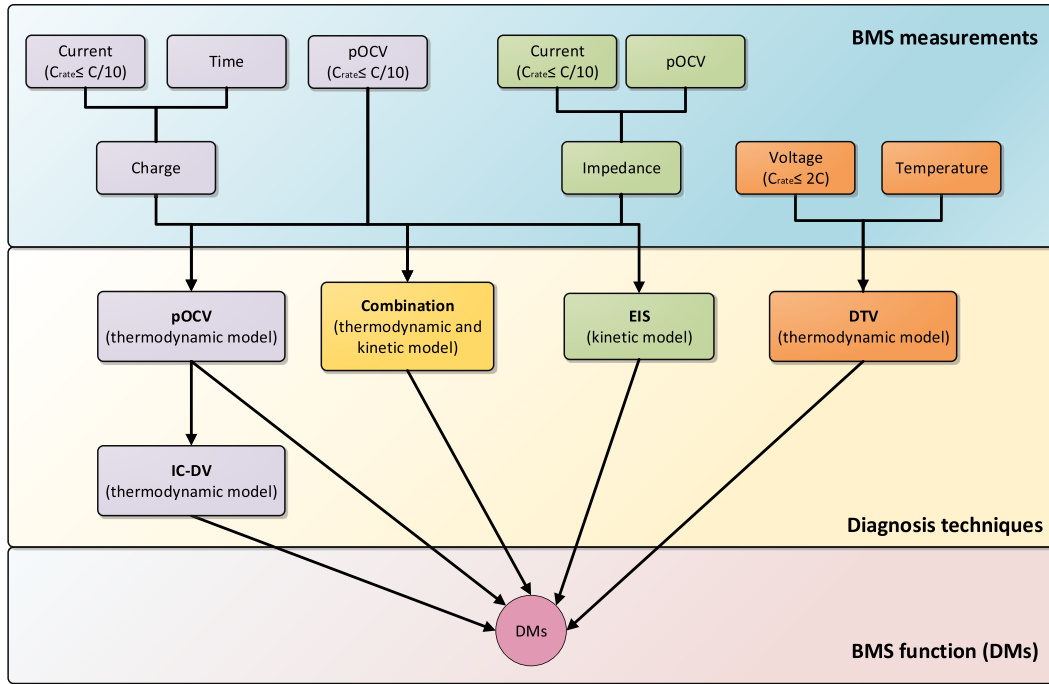 BMS measurements
Current
(Crate≤ C/10)
Time
pOCV
(Crate≤ C/10)
Current
(Crate≤ C/10)
pOCV
Charge
Impedance
Voltage
(Crate≤ 2C)
Temperature
pOCV
(thermodynamic model)
Combination
(thermodynamic and
kinetic model)
EIS
(kinetic model)
DTV
(thermodynamic model)
IC-DV
(thermodynamic model)
Diagnosis techniques
DMs
BMS function (DMs)